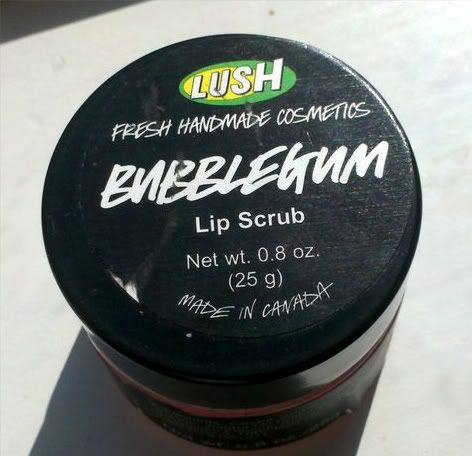 LUSH
FRESH HANDMADE COSMETICS
BUBBLEGUM
Lip Scrub
Net wt. 0.8 oz.
(25 g)
MADE IN CANADA